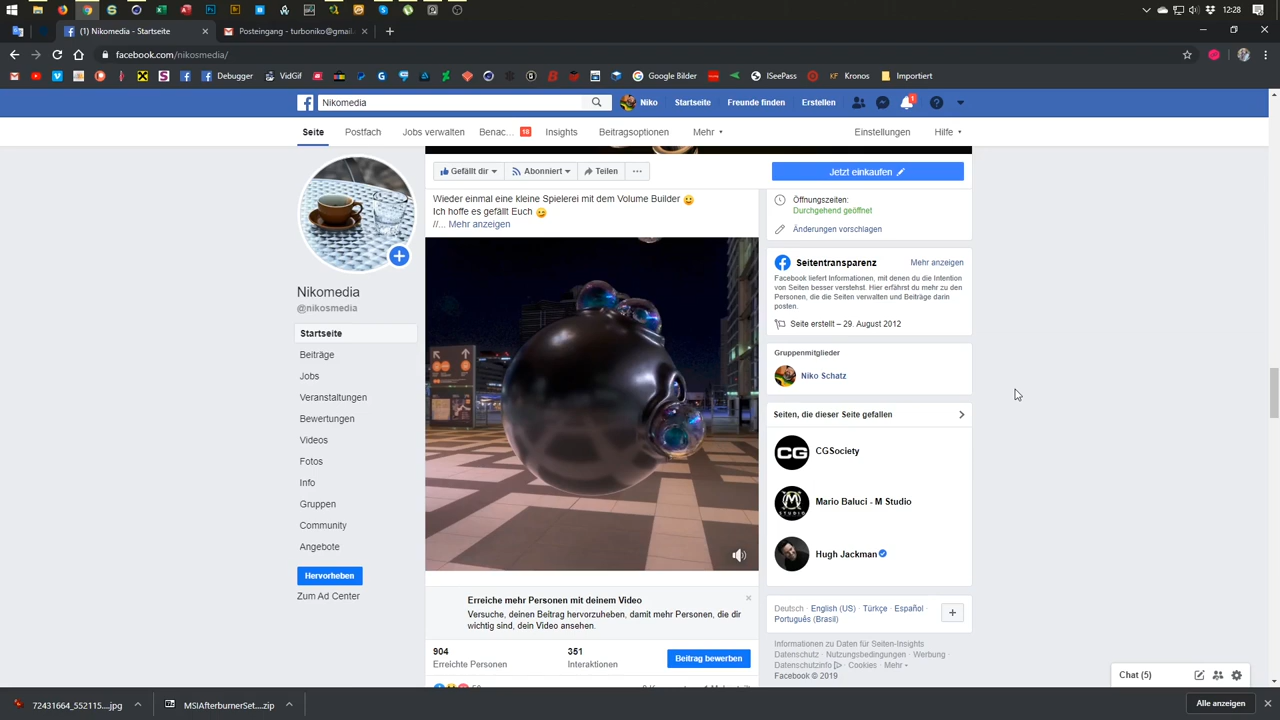 12:28
(1) Nikomedia - Startseite
Posteingang - turboniko@gmail.
facebook.com/nikosmedia/
Debugger
VidGif
Google Bilder
ISeePass
Kronos
Importiert
Nikomedia
Niko
Startseite
Freunde finden
Erstellen
1
Seite
Postfach
Jobs verwalten
Benac...
18
Insights
Beitragsoptionen
Mehr
Einstellungen
Hilfe
Gefällt dir
Abonniert
Teilen
Jetzt einkaufen
Nikomedia
@nikosmedia
Startseite
Beiträge
Jobs
Veranstaltungen
Bewertungen
Videos
Fotos
Info
Gruppen
Community
Angebote
Hervorheben
Zum Ad Center
Wieder einmal eine kleine Spielerei mit dem Volume Builder
Ich hoffe es gefällt Euch
//... Mehr anzeigen
Erreiche mehr Personen mit deinem Video
Versuche, deinen Beitrag hervorzuheben, damit mehr Personen, die dir
wichtig sind, dein Video ansehen.
904
Erreichte Personen
351
Interaktionen
Beitrag bewerben
Öffnungszeiten:
Durchgehend geöffnet
Änderungen vorschlagen
Seitentransparenz
Mehr anzeigen
Facebook liefert Informationen, mit denen du die Intention
von Seiten besser verstehst. Hier erfährst du mehr zu den
Personen, die die Seiten verwalten und Beiträge darin
posten.
Seite erstellt – 29. August 2012
Gruppenmitglieder
Niko Schatz
Seiten, die dieser Seite gefallen
CG
CGSociety
Mario Baluci - M Studio
Hugh Jackman
Deutsch · English (US) · Türkçe · Español ·
Português (Brasil)
Informationen zu Daten für Seiten-Insights
Datenschutz · Nutzungsbedingungen · Werbung ·
Datenschutzinfo · Cookies · Mehr
Facebook © 2019
Chat (5)
72431664_552115...jpg
MSIAfterburnerSet....zip
Alle anzeigen